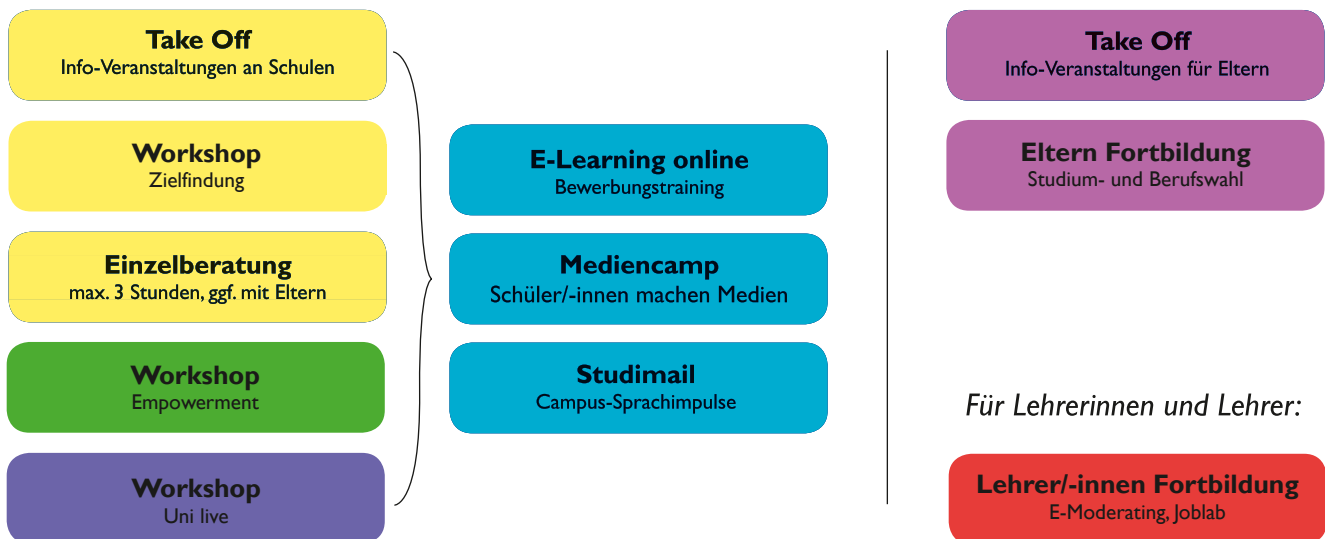 Take Off
Info-Veranstaltungen an Schulen
Workshop
Zielfindung
Einzelberatung
max. 3 Stunden, ggf. mit Eltern
Workshop
Empowerment
Workshop
Uni live
E-Learning online
Bewerbungstraining
Mediencamp
Schüler/-innen machen Medien
Studimail
Campus-Sprachimpulse
Take Off
Info-Veranstaltungen für Eltern
Eltern Fortbildung
Studium- und Berufswahl
Für Lehrerinnen und Lehrer:
Lehrer/-innen Fortbildung
E-Moderating, Joblab